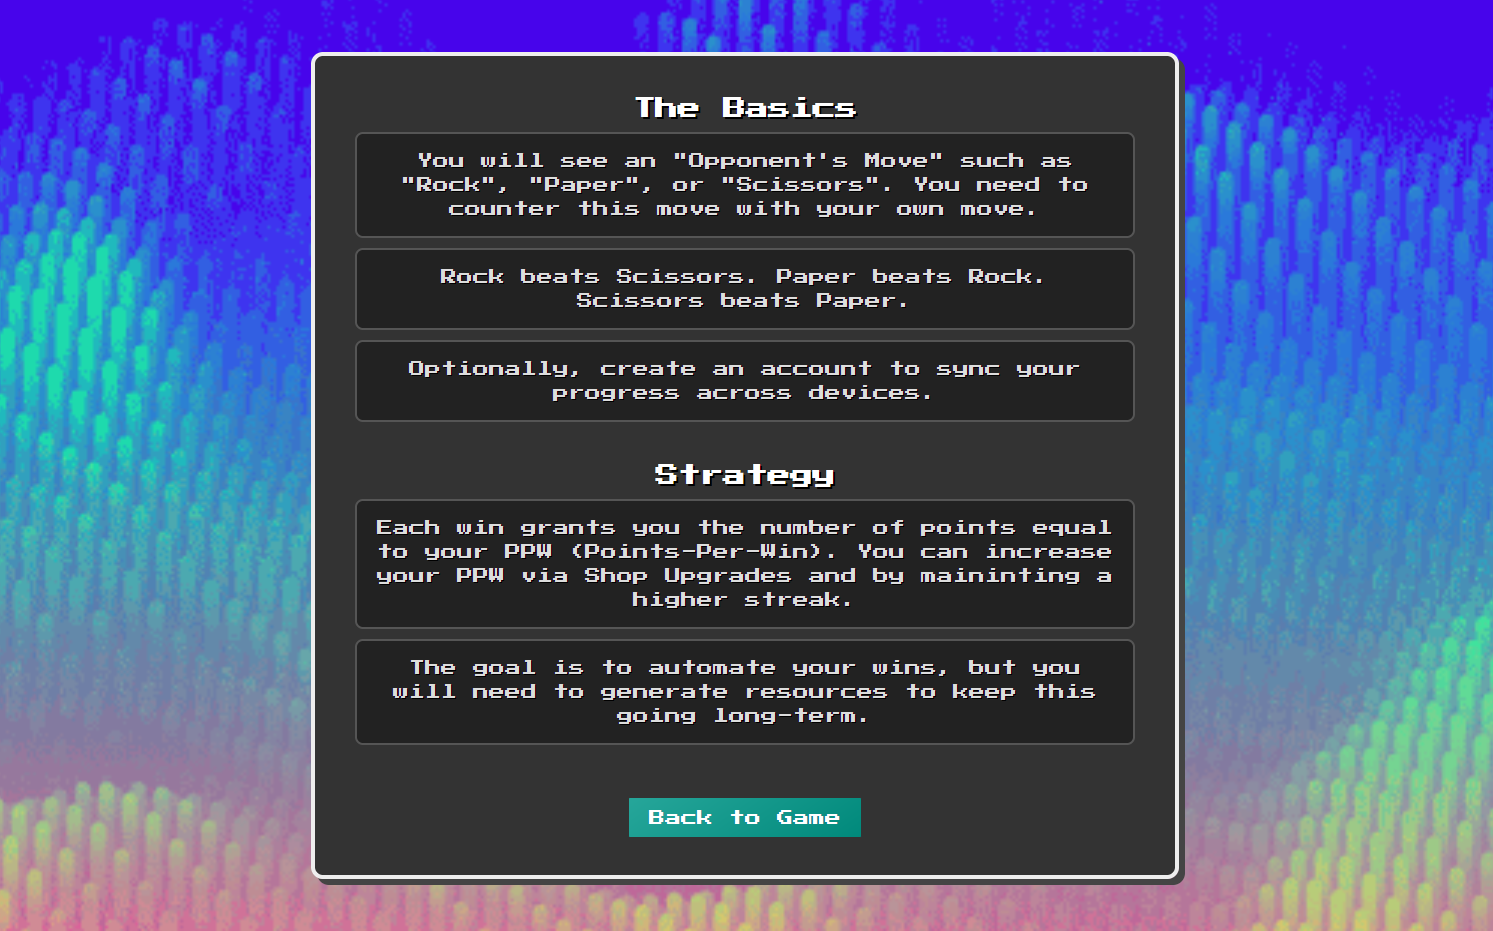 The Basics
You will see an "Opponent's Move" such as
"Rock", "Paper", or "Scissors". You need to
counter this move with your own move.
Rock beats Scissors. Paper beats Rock.
Scissors beats Paper.
Optionally, create an account to sync your
progress across devices.
Strategy
Each win grants you the number of points equal
to your PPW (Points-Per-Win). You can increase
your PPW via Shop Upgrades and by maininting a
higher streak.
The goal is to automate your wins, but you
will need to generate resources to keep this
going long-term.
Back to Game